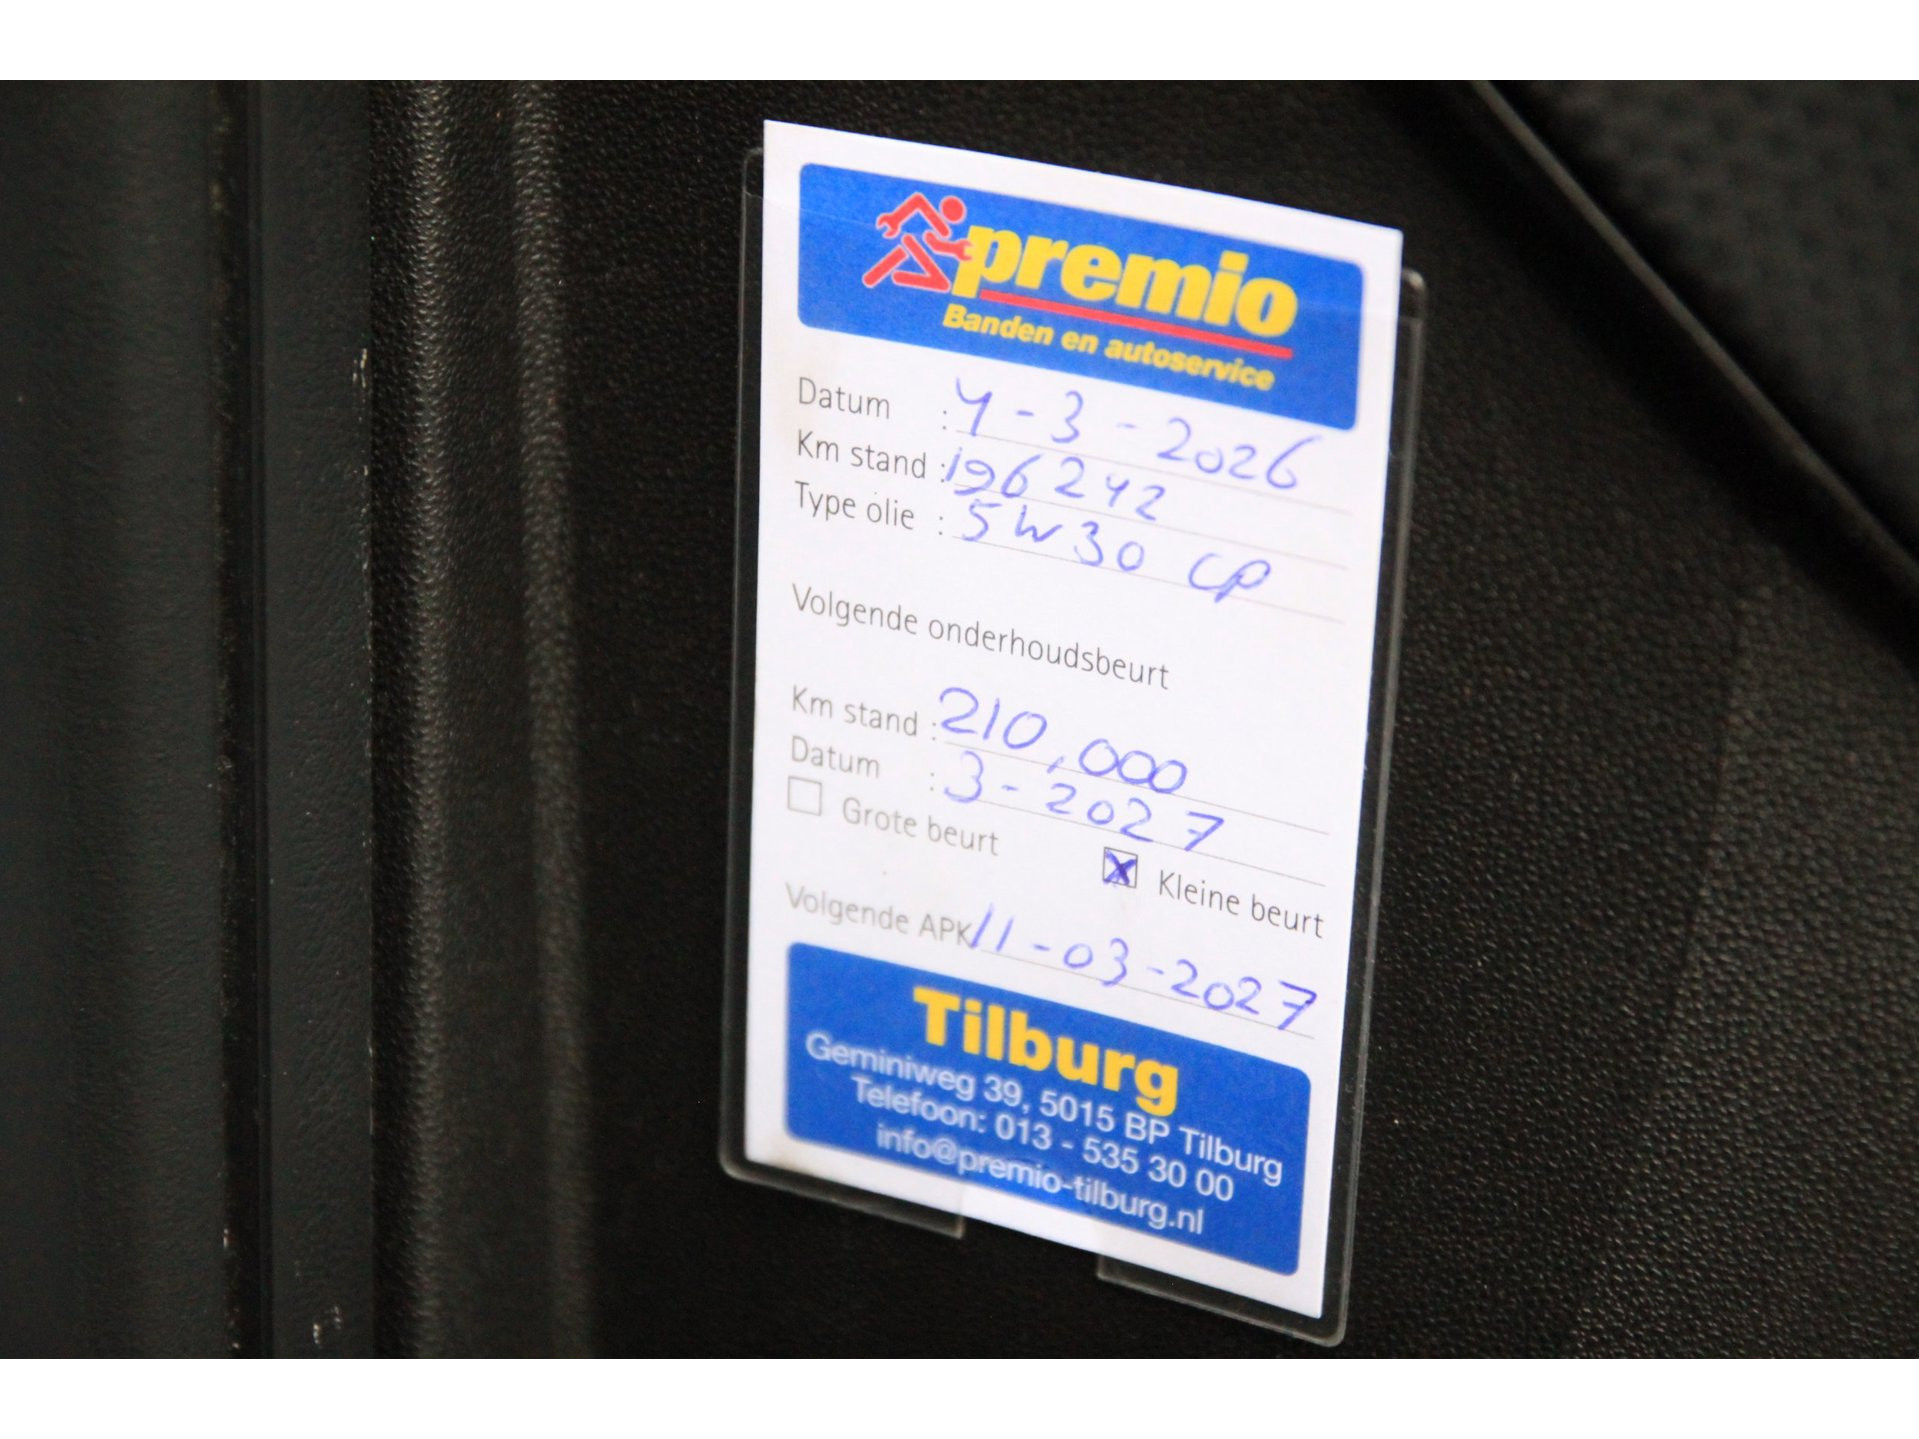 premio
Banden en autoservice
Datum : 4-3-2026
Km stand : 196242
Type olie : 5W30 CP
Volgende onderhoudsbeurt
Km stand : 210,000
Datum : 3-2027
Grote beurt X Kleine beurt
Volgende APK 11-03-2027
Tilburg
Geminiweg 39, 5015 BP Tilburg
Telefoon: 013 - 535 30 00
info@premio-tilburg.nl